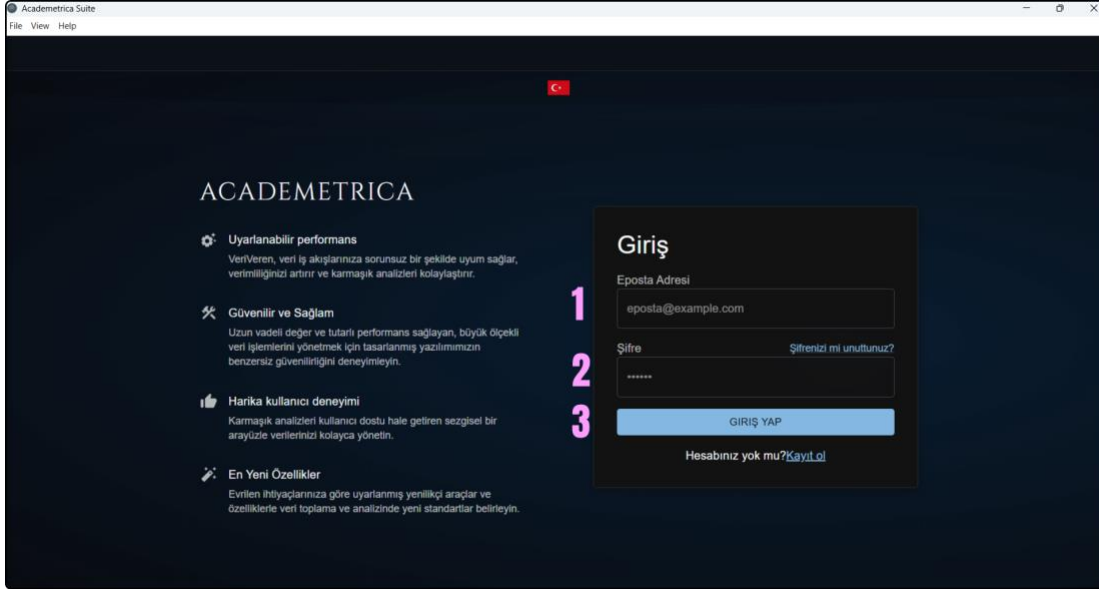 Academetrica Suite
File View Help
ACADEMETRICA
Uyarlanabilir performans
VeriVeren, veri iş akışlarınıza sorunsuz bir şekilde uyum sağlar,
verimliliğinizi artırır ve karmaşık analizleri kolaylaştırır.
Güvenilir ve Sağlam
Uzun vadeli değer ve tutarlı performans sağlayan, büyük ölçekli
veri işlemlerini yönetmek için tasarlanmış yazılımımızın
benzersiz güvenilirliğini deneyimleyin.
Harika kullanıcı deneyimi
Karmaşık analizleri kullanıcı dostu hale getiren sezgisel bir
arayüzle verilerinizi kolayca yönetin.
En Yeni Özellikler
Evrilen ihtiyaçlarınıza göre uyarlanmış yenilikçi araçlar ve
özelliklerle veri toplama ve analizinde yeni standartlar belirleyin.
Giriş
Eposta Adresi
1 eposta@example.com
Şifre Şifrenizi mi unuttunuz?
2 ••••••
3 GIRIŞ YAP
Hesabınız yok mu?Kayıt ol